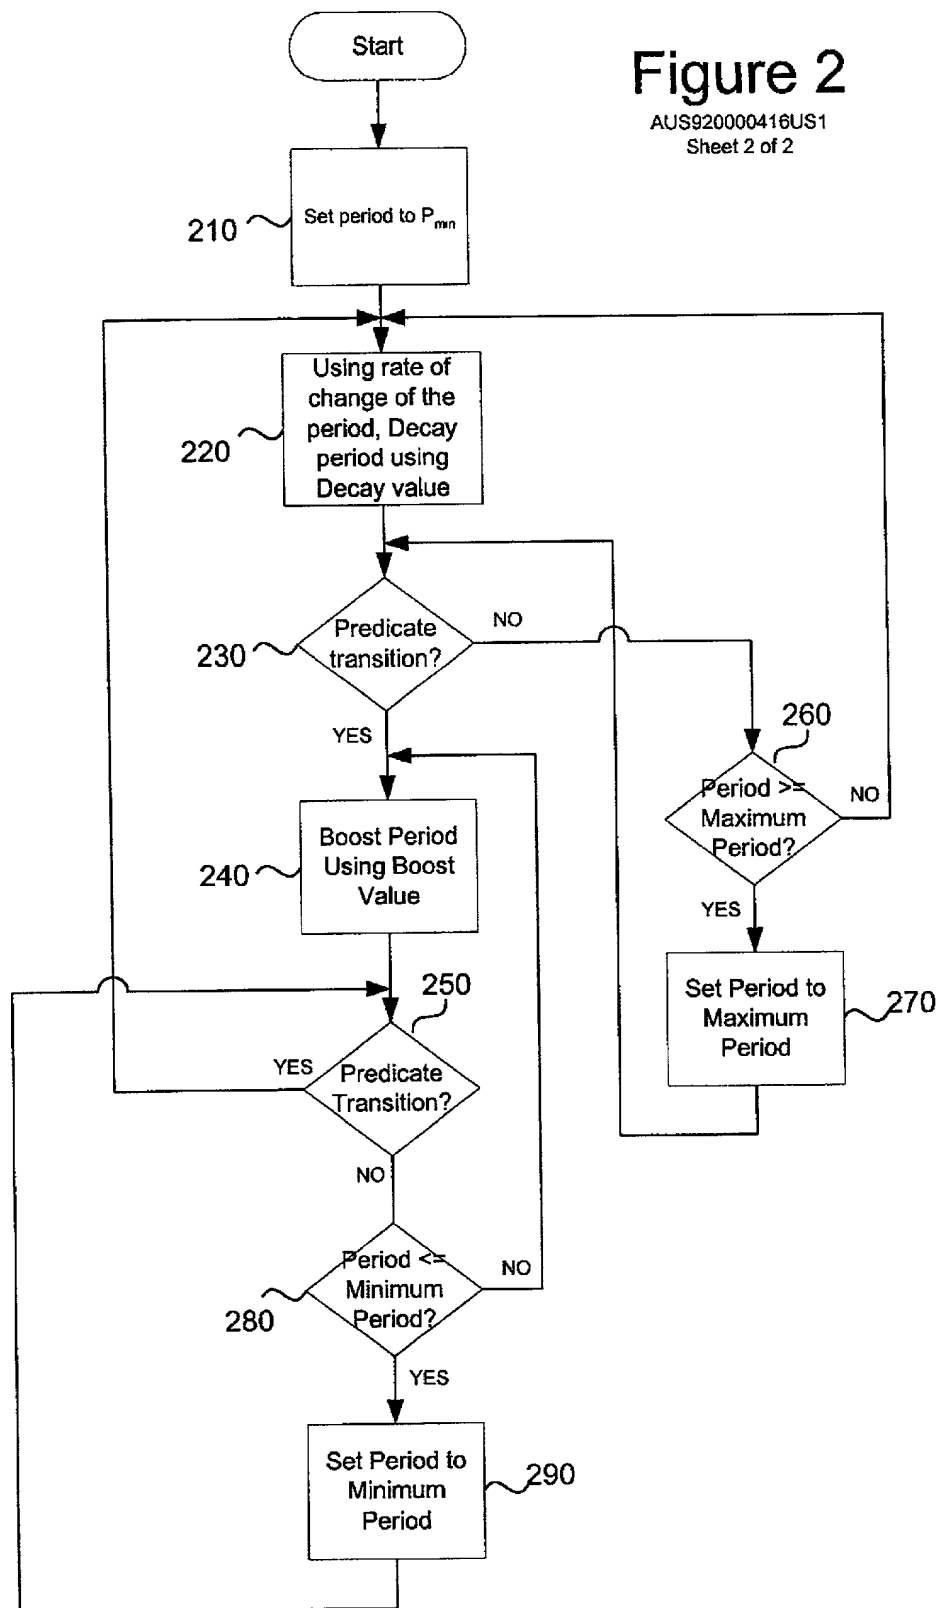 Start
Figure 2
AUS920000416US1
Sheet 2 of 2
210
Set period to Pmin
220
Using rate of
change of the
period, Decay
period using
Decay value
230
Predicate
transition?
NO
YES
260
Period >=
Maximum
Period?
NO
YES
240
Boost Period
Using Boost
Value
270
Set Period to
Maximum
Period
250
YES
Predicate
Transition?
NO
280
Period <=
Minimum
Period?
NO
YES
290
Set Period to
Minimum
Period